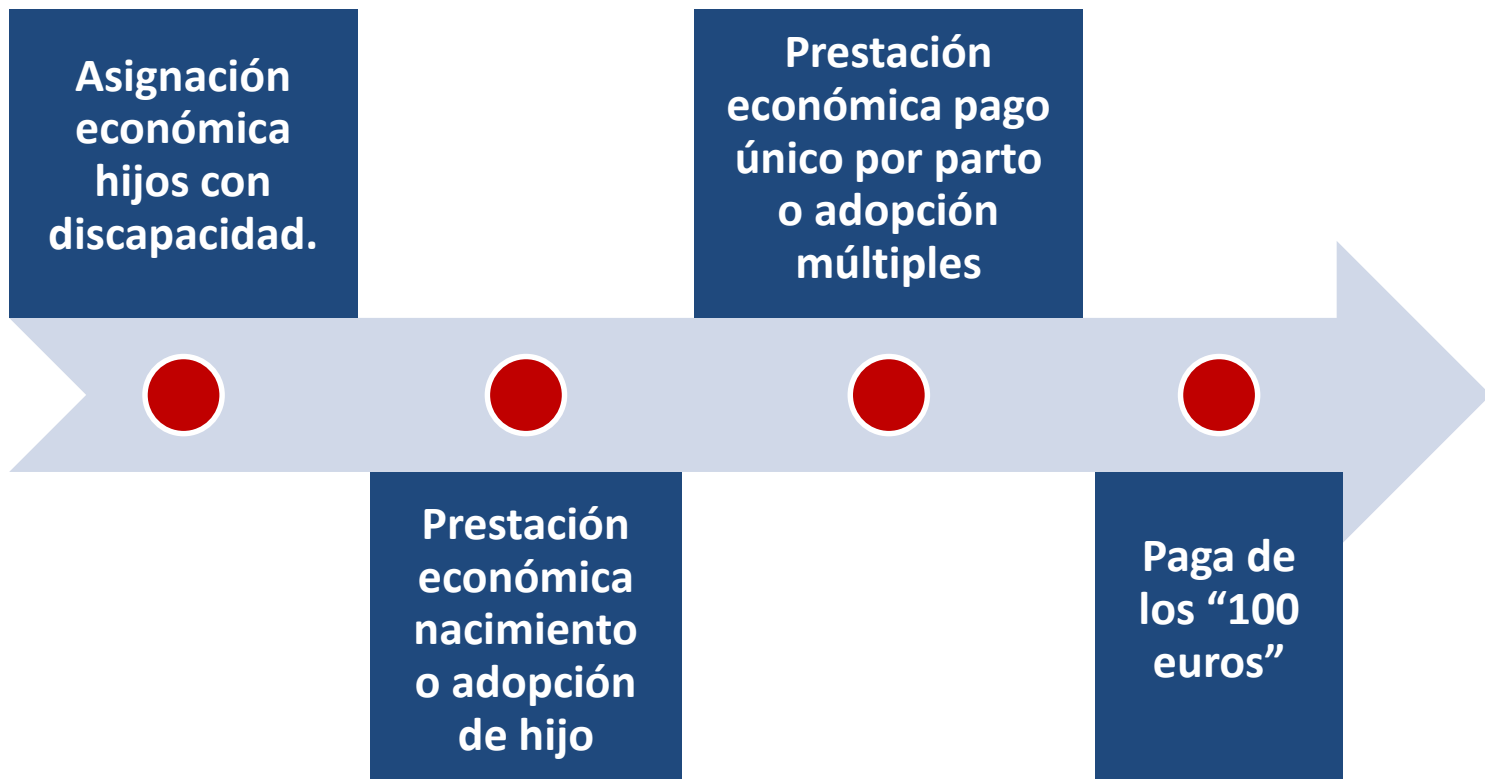 Asignación
económica
hijos con
discapacidad.
Prestación
económica
nacimiento
o adopción
de hijo
Prestación
económica pago
único por parto
o adopción
múltiples
Paga de
los “100
euros”